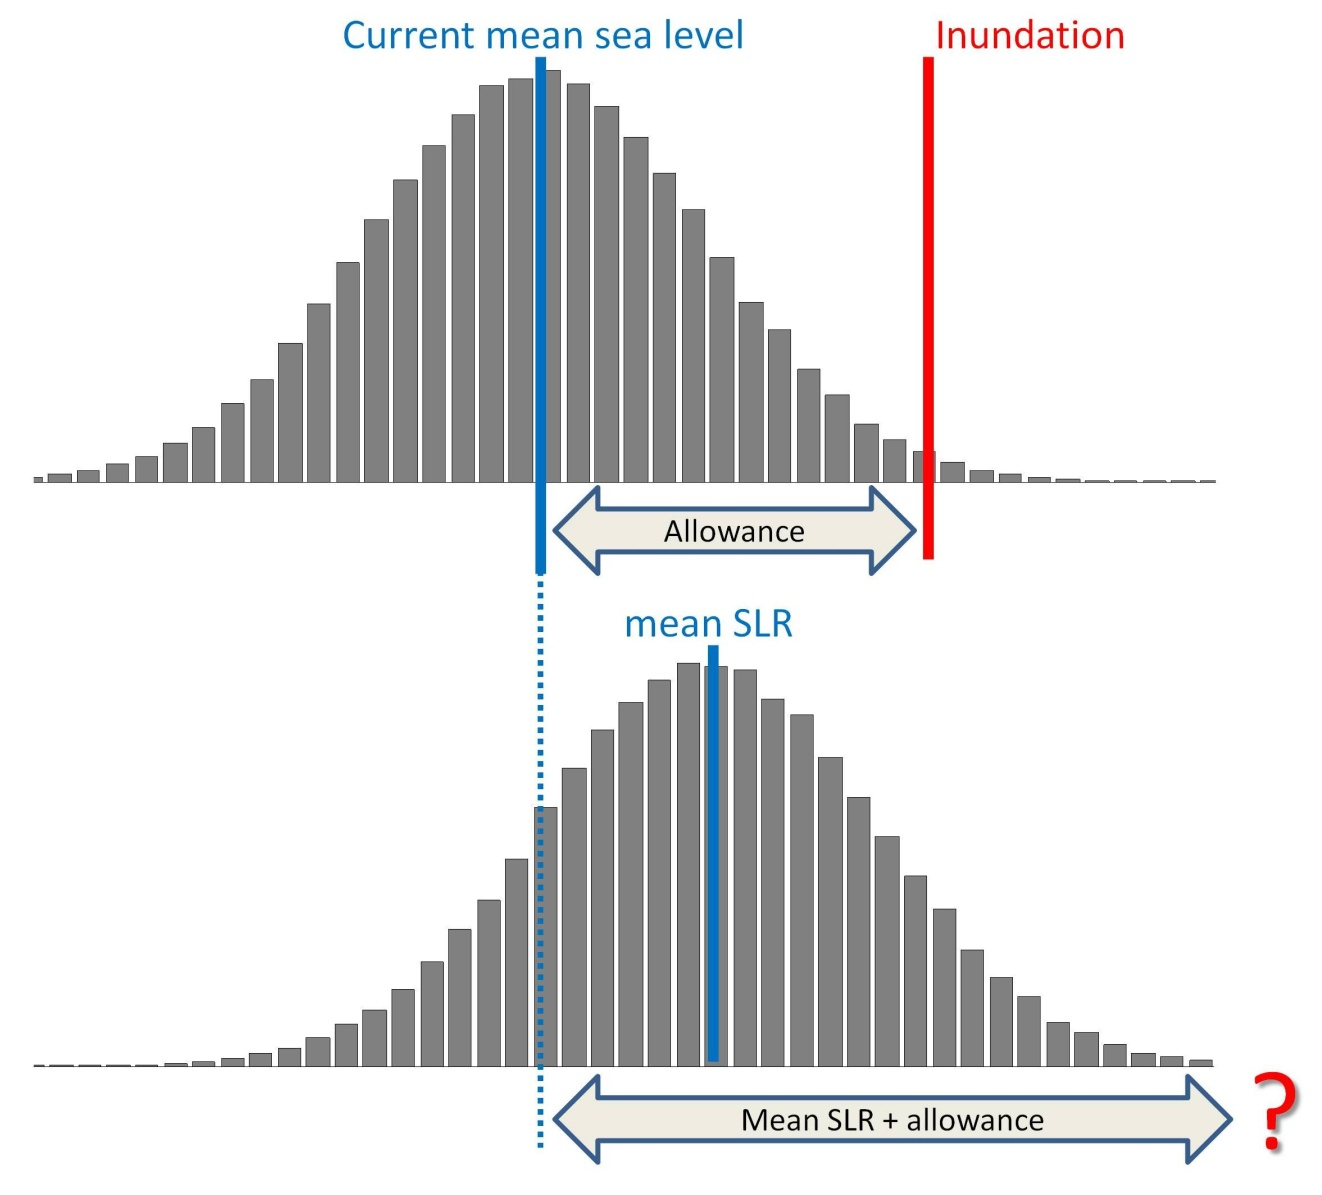 Current mean sea level
Inundation
Allowance
mean SLR
Mean SLR + allowance
?